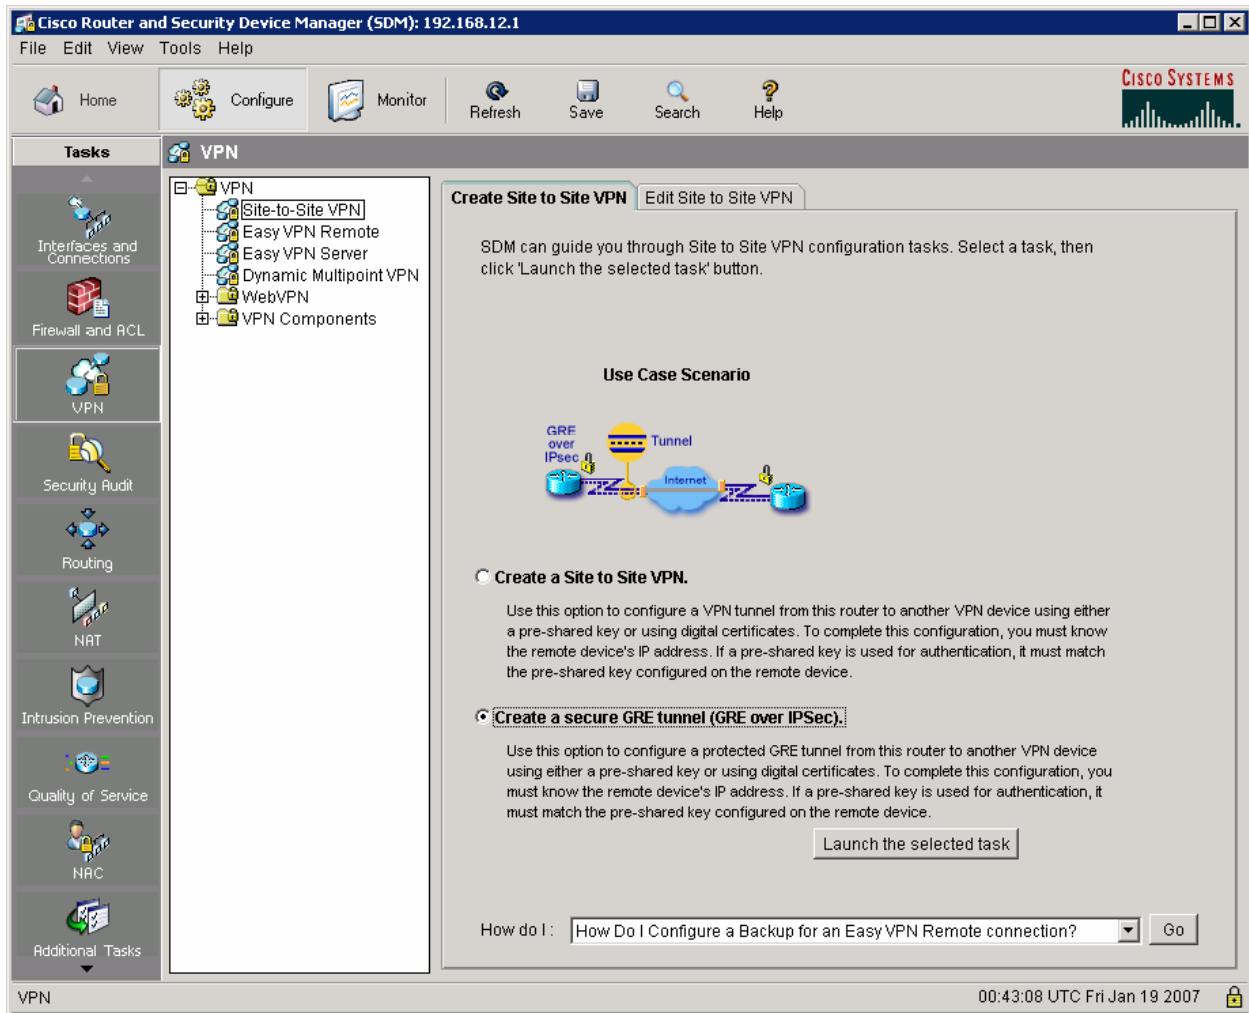 Cisco Router and Security Device Manager (SDM): 192.168.12.1
File Edit View Tools Help
Home Configure Monitor Refresh Save Search Help
CISCO SYSTEMS
Tasks
VPN
Interfaces and
Connections
Firewall and ACL
VPN
Security Audit
Routing
NAT
Intrusion Prevention
Quality of Service
NAC
Additional Tasks
VPN
Site-to-Site VPN
Easy VPN Remote
Easy VPN Server
Dynamic Multipoint VPN
WebVPN
VPN Components
Create Site to Site VPN Edit Site to Site VPN
SDM can guide you through Site to Site VPN configuration tasks. Select a task, then
click 'Launch the selected task' button.
Use Case Scenario
GRE
over
IPsec
Tunnel
Internet
Create a Site to Site VPN.
Use this option to configure a VPN tunnel from this router to another VPN device using either
a pre-shared key or using digital certificates. To complete this configuration, you must know
the remote device's IP address. If a pre-shared key is used for authentication, it must match
the pre-shared key configured on the remote device.
Create a secure GRE tunnel (GRE over IPSec).
Use this option to configure a protected GRE tunnel from this router to another VPN device
using either a pre-shared key or using digital certificates. To complete this configuration, you
must know the remote device's IP address. If a pre-shared key is used for authentication, it
must match the pre-shared key configured on the remote device.
Launch the selected task
How do I : How Do I Configure a Backup for an Easy VPN Remote connection? Go
VPN 00:43:08 UTC Fri Jan 19 2007